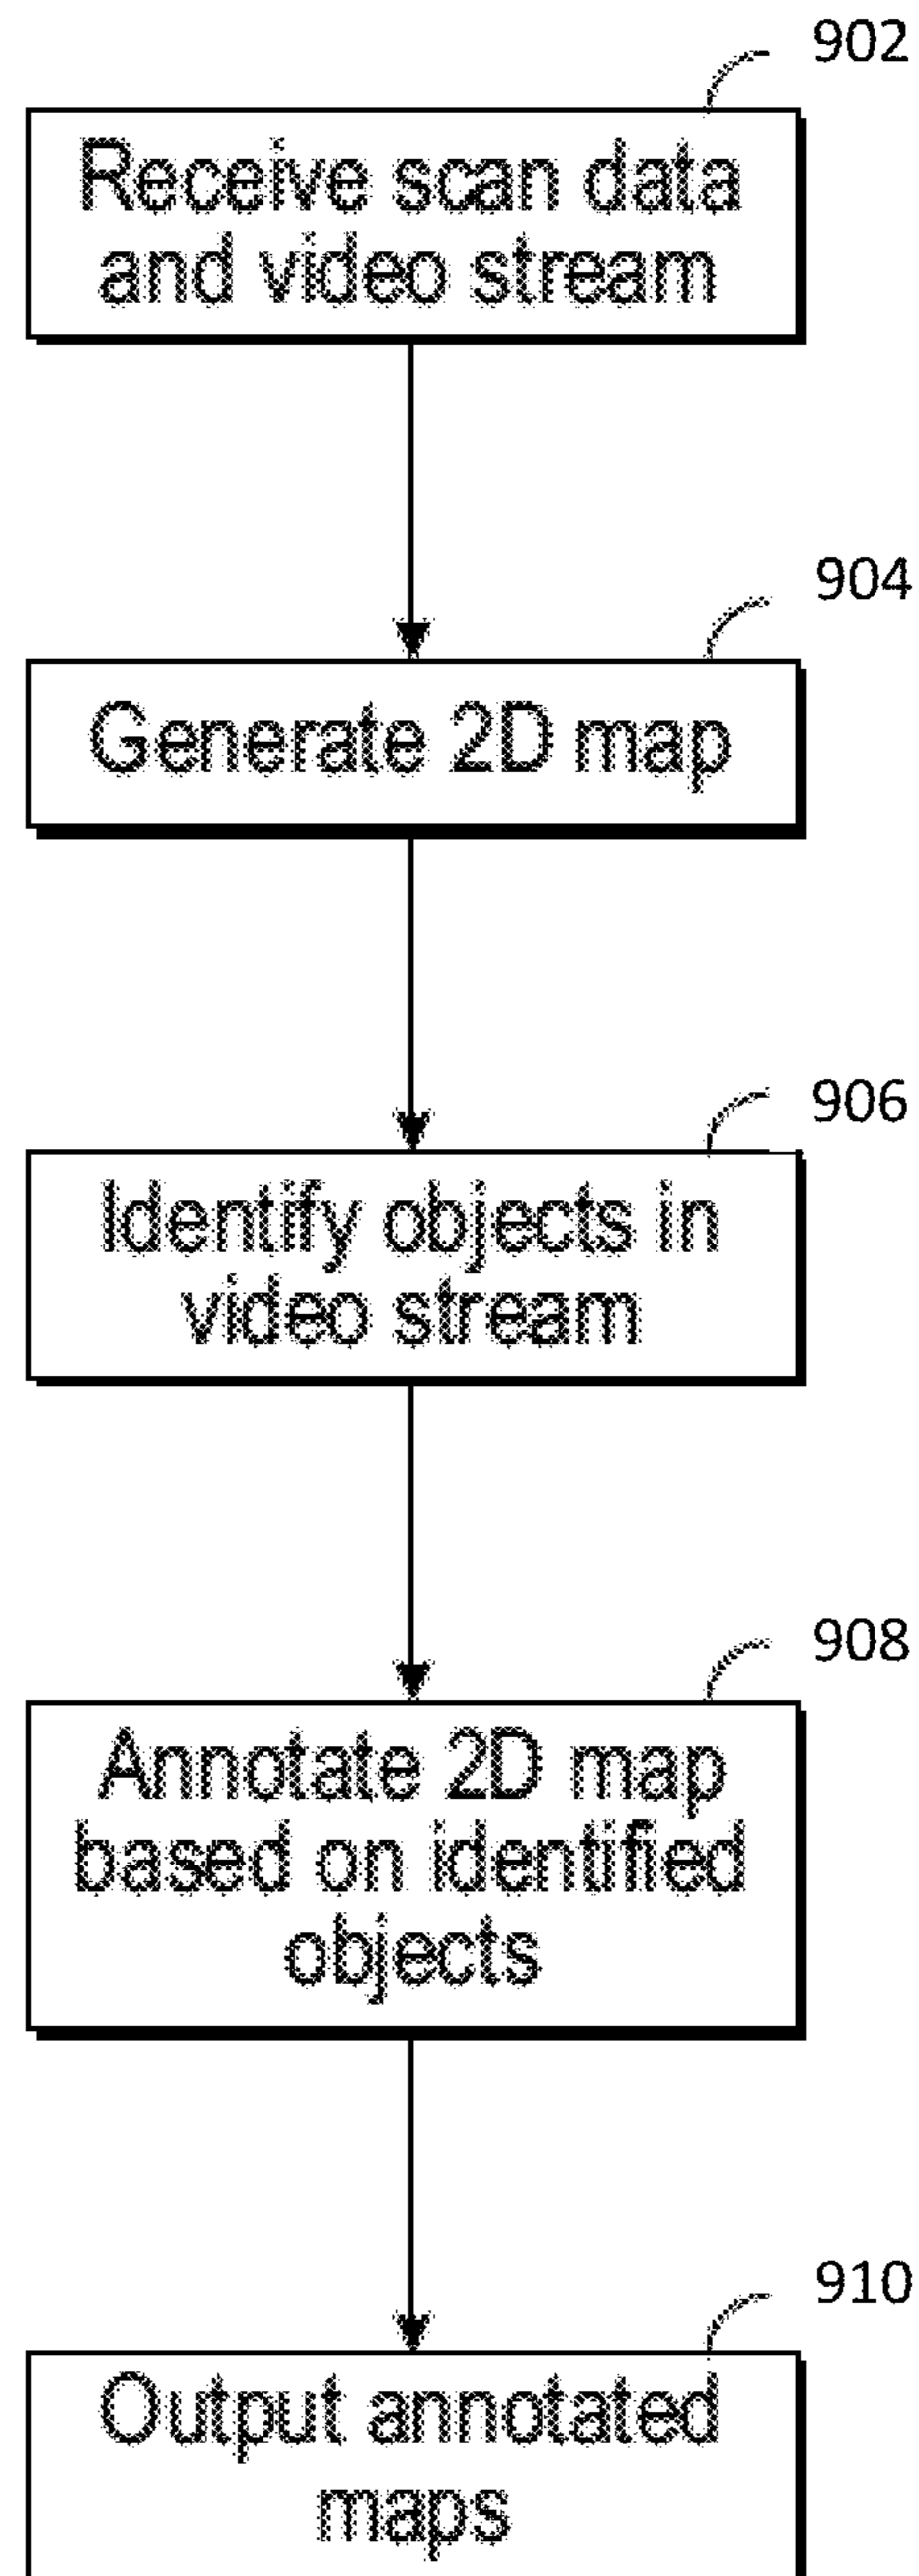 902
Receive scan data
and video stream
904
Generate 2D map
906
Identify objects in
video stream
908
Annotate 2D map
based on identified
objects
910
Output annotated
maps